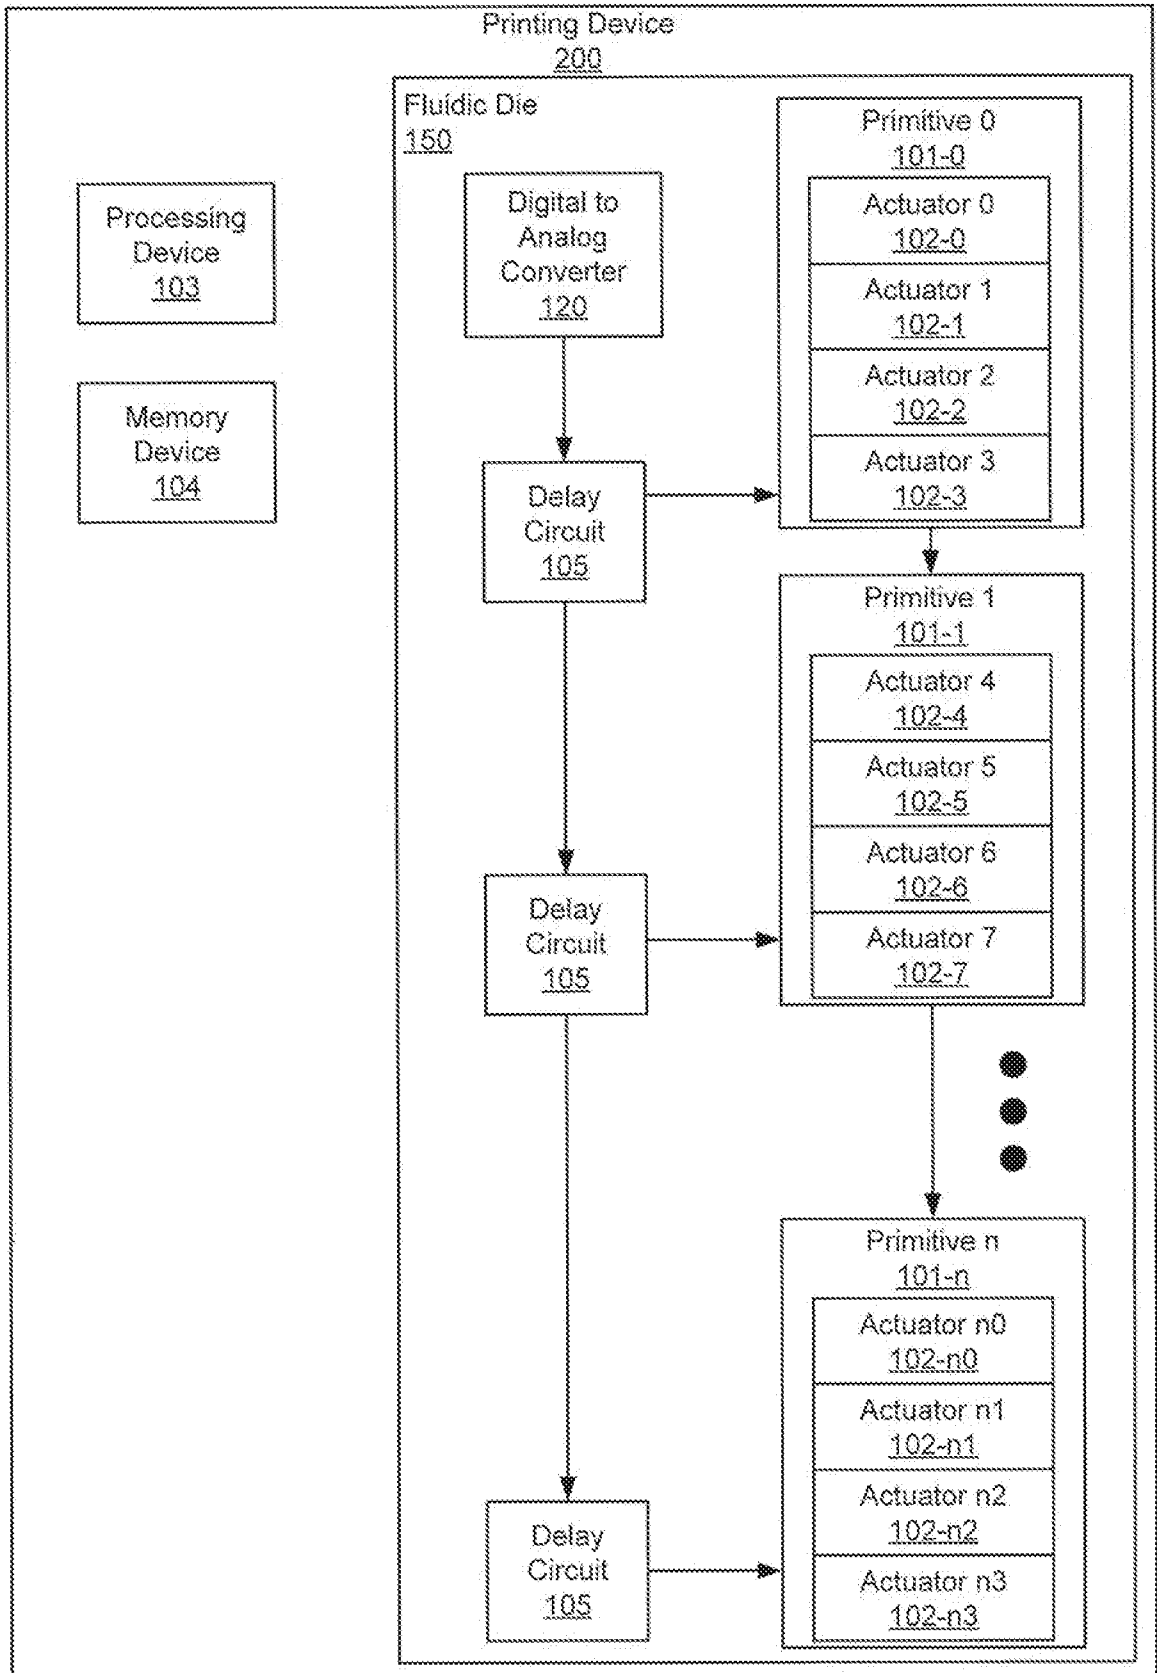 Printing Device
200
Fluidic Die
150
Processing
Device
103
Memory
Device
104
Digital to
Analog
Converter
120
Delay
Circuit
105
Delay
Circuit
105
Delay
Circuit
105
Primitive 0
101-0
Actuator 0
102-0
Actuator 1
102-1
Actuator 2
102-2
Actuator 3
102-3
Primitive 1
101-1
Actuator 4
102-4
Actuator 5
102-5
Actuator 6
102-6
Actuator 7
102-7
Primitive n
101-n
Actuator n0
102-n0
Actuator n1
102-n1
Actuator n2
102-n2
Actuator n3
102-n3